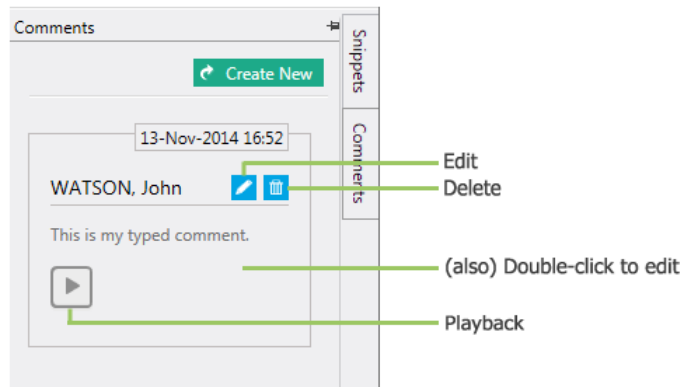 Comments
Snippets
Create New
Comments
13-Nov-2014 16:52
Edit
WATSON, John
Delete
This is my typed comment.
(also) Double-click to edit
Playback